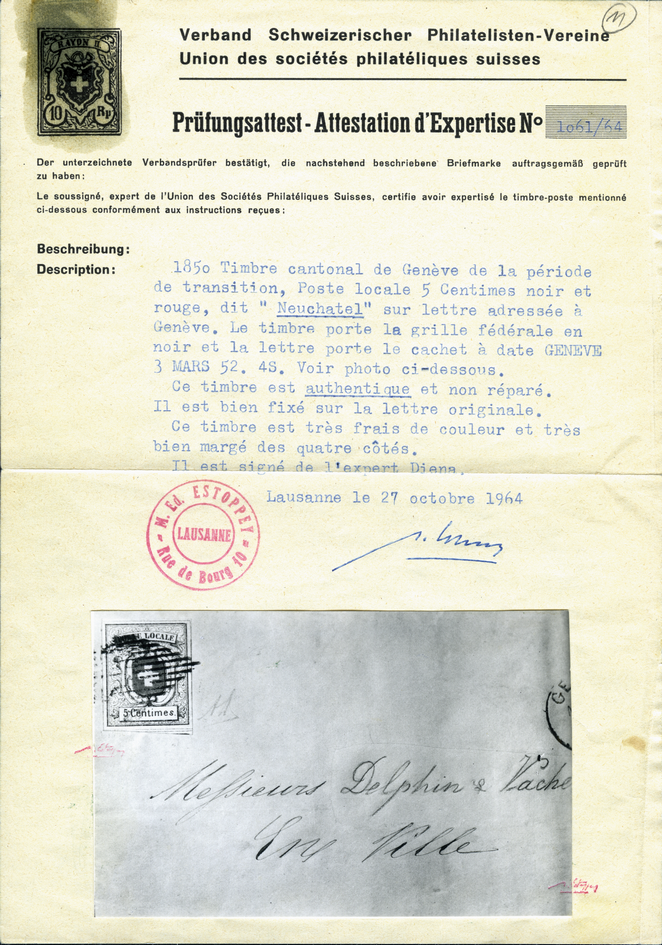 11
RAYON II
10 Rp
Verband Schweizerischer Philatelisten-Vereine
Union des sociétés philatéliques suisses
Prüfungsattest - Attestation d'Expertise No 1o61/64
Der unterzeichnete Verbandsprüfer bestätigt, die nachstehend beschriebene Briefmarke auftragsgemäß geprüft
zu haben:
Le soussigné, expert de l'Union des Sociétés Philatéliques Suisses, certifie avoir expertisé le timbre-poste mentionné
ci-dessous conformément aux instructions reçues:
Beschreibung:
Description:
185o Timbre cantonal de Genève de la période
de transition, Poste locale 5 Centimes noir et
rouge, dit " Neuchatel" sur lettre adressée à
Genève. Le timbre porte la grille fédérale en
noir et la lettre porte le cachet à date GENEVE
3 MARS 52. 4S. Voir photo ci-dessous.
Ce timbre est authentique et non réparé.
Il est bien fixé sur la lettre originale.
Ce timbre est très frais de couleur et très
bien margé des quatre côtés.
Il est signé de l'expert Diena.
Lausanne le 27 octobre 1964
M. Ed. ESTOPPEY
LAUSANNE
Rue de Bourg 10
LOCALE
5 Centimes
11
GE
Messieurs Delphin & Vache
En Ville